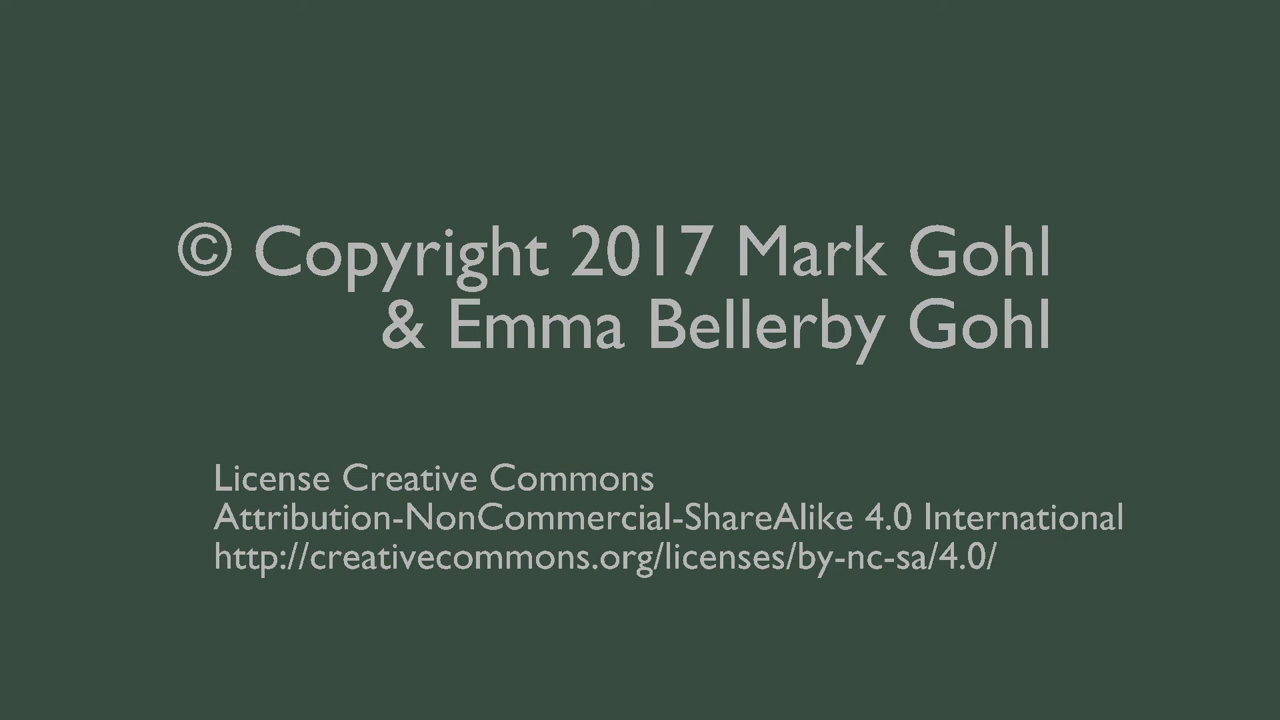 © Copyright 2017 Mark Gohl
& Emma Bellerby Gohl
License Creative Commons
Attribution-NonCommercial-ShareAlike 4.0 International
http://creativecommons.org/licenses/by-nc-sa/4.0/